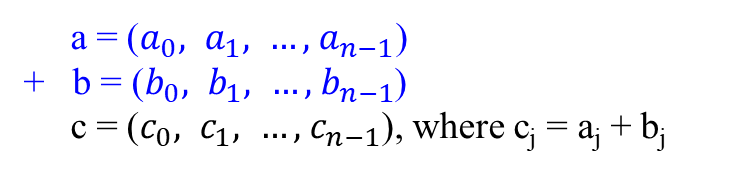 a = (a₀, a₁, …, aₙ₋₁)
+ b = (b₀, b₁, …, bₙ₋₁)
c = (c₀, c₁, …, cₙ₋₁), where cⱼ = aⱼ + bⱼ